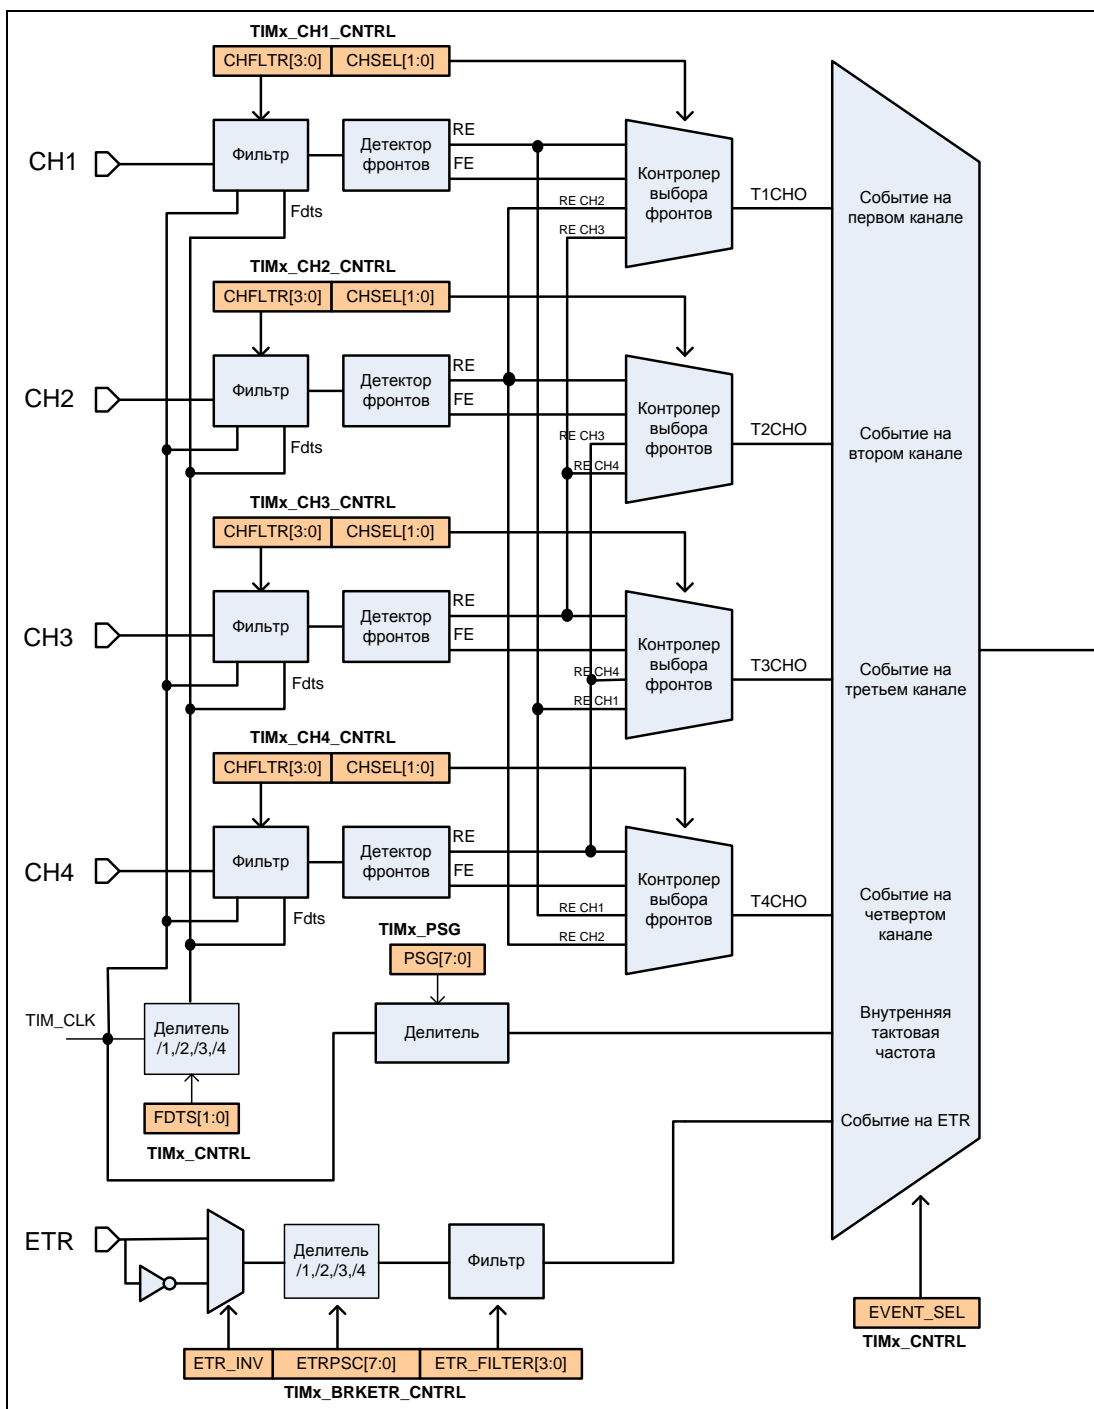 TIMx_CH1_CNTRL
CHFLTR[3:0] CHSEL[1:0]
CH1
Фильтр
Детектор
фронтов
RE
FE
RE CH2
RE CH3
Fdts
Контролер
выбора
фронтов
T1CHO
Событие на
первом канале
TIMx_CH2_CNTRL
CHFLTR[3:0] CHSEL[1:0]
CH2
Фильтр
Детектор
фронтов
RE
FE
RE CH3
RE CH4
Fdts
Контролер
выбора
фронтов
T2CHO
Событие на
втором канале
TIMx_CH3_CNTRL
CHFLTR[3:0] CHSEL[1:0]
CH3
Фильтр
Детектор
фронтов
RE
FE
RE CH4
RE CH1
Fdts
Контролер
выбора
фронтов
T3CHO
Событие на
третьем канале
TIMx_CH4_CNTRL
CHFLTR[3:0] CHSEL[1:0]
CH4
Фильтр
Детектор
фронтов
RE
FE
RE CH1
RE CH2
Fdts
Контролер
выбора
фронтов
T4CHO
Событие на
четвертом
канале
TIMx_PSG
PSG[7:0]
TIM_CLK
Делитель
/1,/2,/3,/4
Делитель
Внутренняя
тактовая
частота
FDTS[1:0]
TIMx_CNTRL
Событие на ETR
ETR
Делитель
/1,/2,/3,/4
Фильтр
ETR_INV ETRPSC[7:0] ETR_FILTER[3:0]
TIMx_BRKETR_CNTRL
EVENT_SEL
TIMx_CNTRL